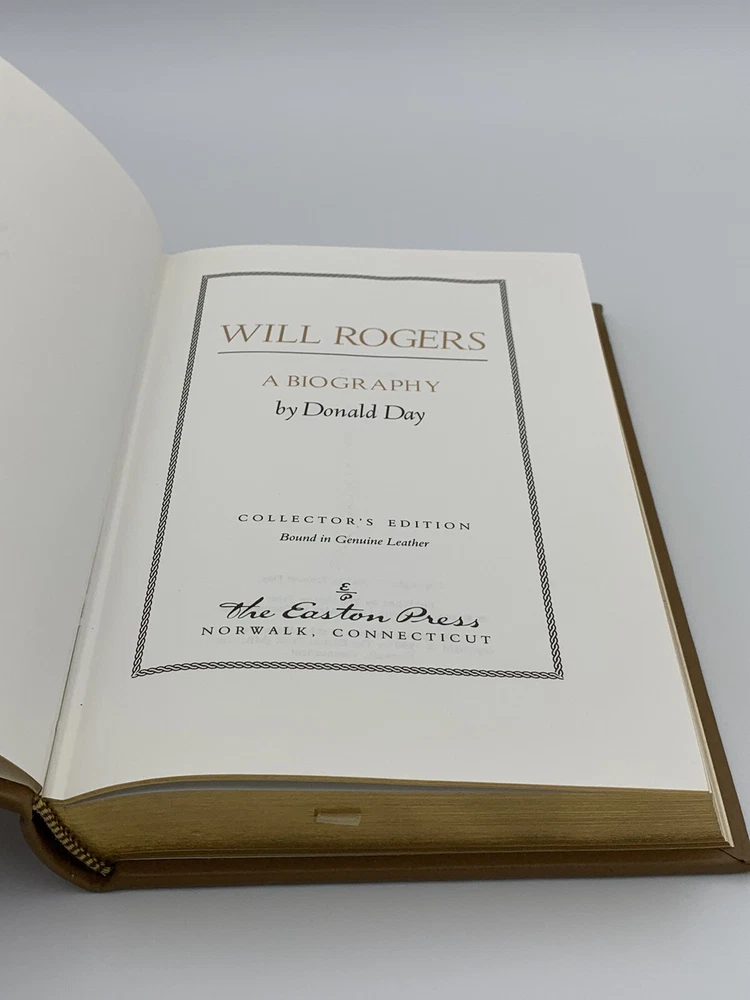 WILL ROGERS
A BIOGRAPHY
by Donald Day
COLLECTOR'S EDITION
Bound in Genuine Leather
E
P
The Easton Press
NORWALK, CONNECTICUT